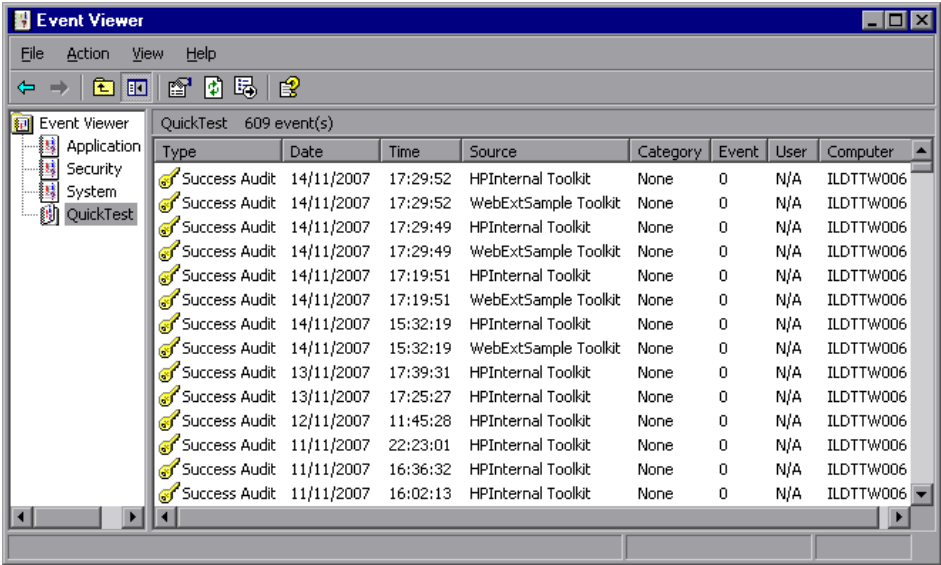 Event Viewer
File Action View Help
Event Viewer
Application
Security
System
QuickTest
QuickTest 609 event(s)
Type Date Time Source Category Event User Computer
Success Audit 14/11/2007 17:29:52 HPInternal Toolkit None 0 N/A ILDTTW006
Success Audit 14/11/2007 17:29:52 WebExtSample Toolkit None 0 N/A ILDTTW006
Success Audit 14/11/2007 17:29:49 HPInternal Toolkit None 0 N/A ILDTTW006
Success Audit 14/11/2007 17:29:49 WebExtSample Toolkit None 0 N/A ILDTTW006
Success Audit 14/11/2007 17:19:51 HPInternal Toolkit None 0 N/A ILDTTW006
Success Audit 14/11/2007 17:19:51 WebExtSample Toolkit None 0 N/A ILDTTW006
Success Audit 14/11/2007 15:32:19 HPInternal Toolkit None 0 N/A ILDTTW006
Success Audit 14/11/2007 15:32:19 WebExtSample Toolkit None 0 N/A ILDTTW006
Success Audit 13/11/2007 17:39:31 HPInternal Toolkit None 0 N/A ILDTTW006
Success Audit 13/11/2007 17:25:27 HPInternal Toolkit None 0 N/A ILDTTW006
Success Audit 12/11/2007 11:45:28 HPInternal Toolkit None 0 N/A ILDTTW006
Success Audit 11/11/2007 22:23:01 HPInternal Toolkit None 0 N/A ILDTTW006
Success Audit 11/11/2007 16:36:32 HPInternal Toolkit None 0 N/A ILDTTW006
Success Audit 11/11/2007 16:02:13 HPInternal Toolkit None 0 N/A ILDTTW006